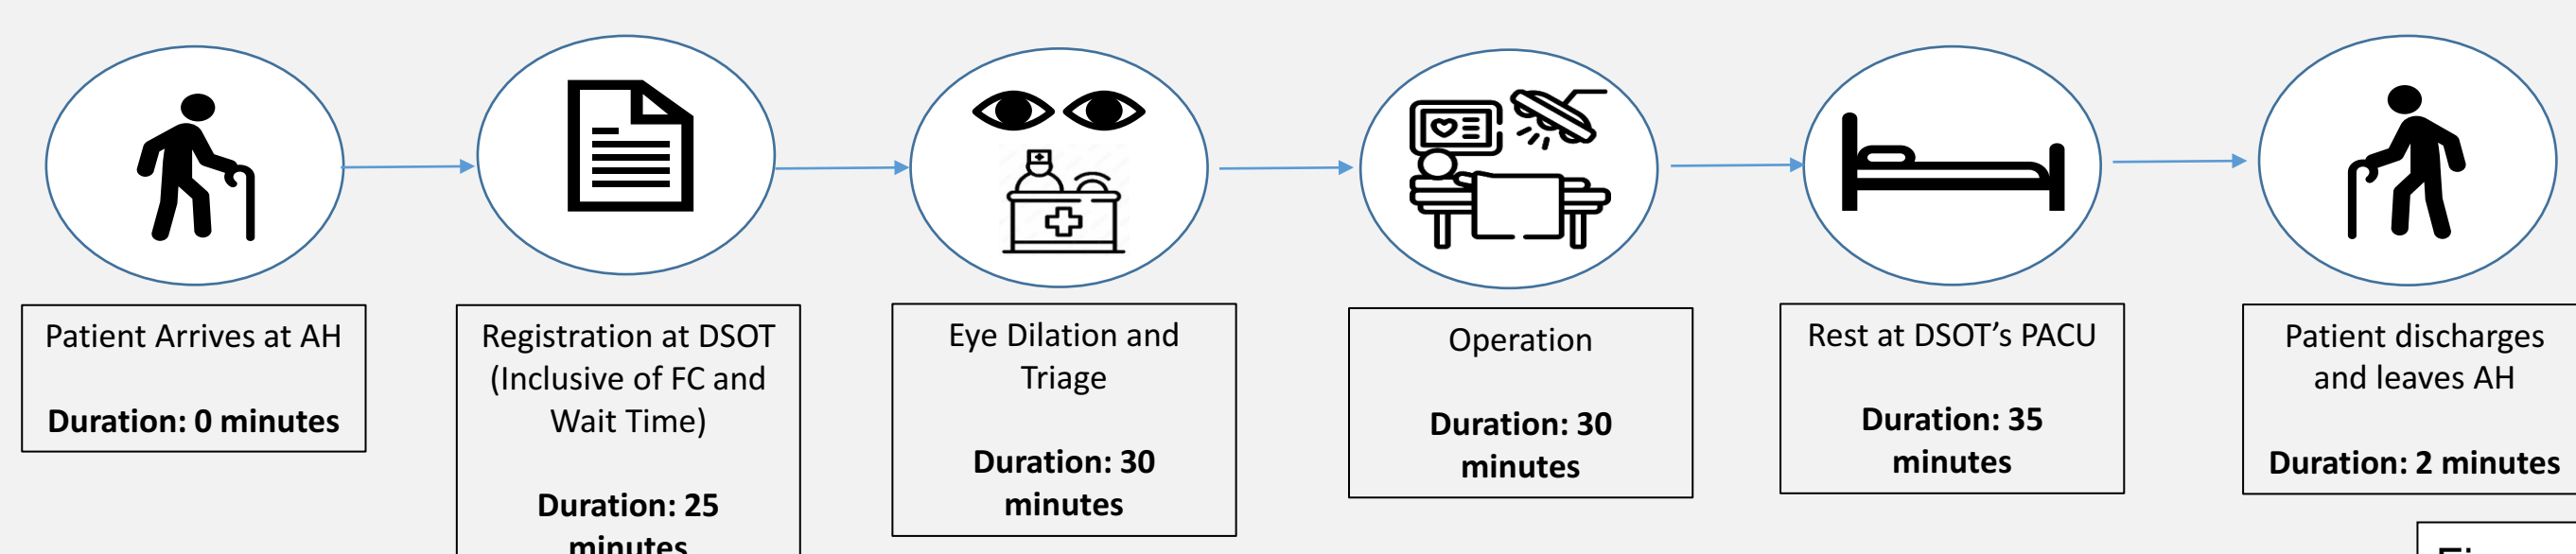 Patient Arrives at AH
Duration: 0 minutes
Registration at DSOT
(Inclusive of FC and
Wait Time)
Duration: 25
minutes
Eye Dilation and
Triage
Duration: 30
minutes
Operation
Duration: 30
minutes
Rest at DSOT’s PACU
Duration: 35
minutes
Patient discharges
and leaves AH
Duration: 2 minutes